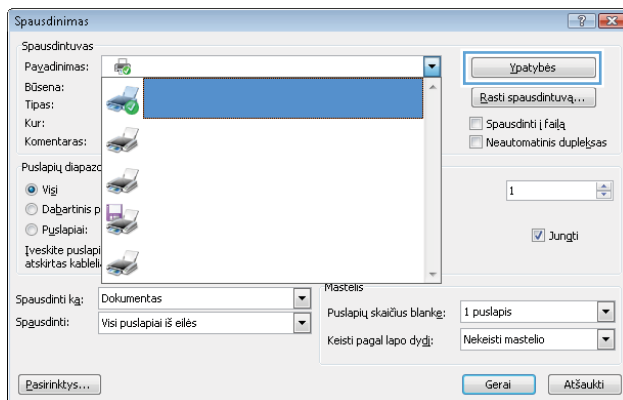 Spausdinimas
Spausdintuvas
Pavadinimas:
Ypatybės
Būsena:
Tipas:
Rasti spausdintuvą...
Kur:
Spausdinti į failą
Komentaras:
Neautomatinis dupleksas
Puslapių diapazo
Visi
1
Dabartinis p
Puslapiai:
Jungti
Įveskite puslapi
atskirtas kableli
Mastelis
Spausdinti ką: Dokumentas
Puslapių skaičius blanke: 1 puslapis
Spausdinti: Visi puslapiai iš eilės
Keisti pagal lapo dydį: Nekeisti mastelio
Pasirinktys...
Gerai
Atšaukti